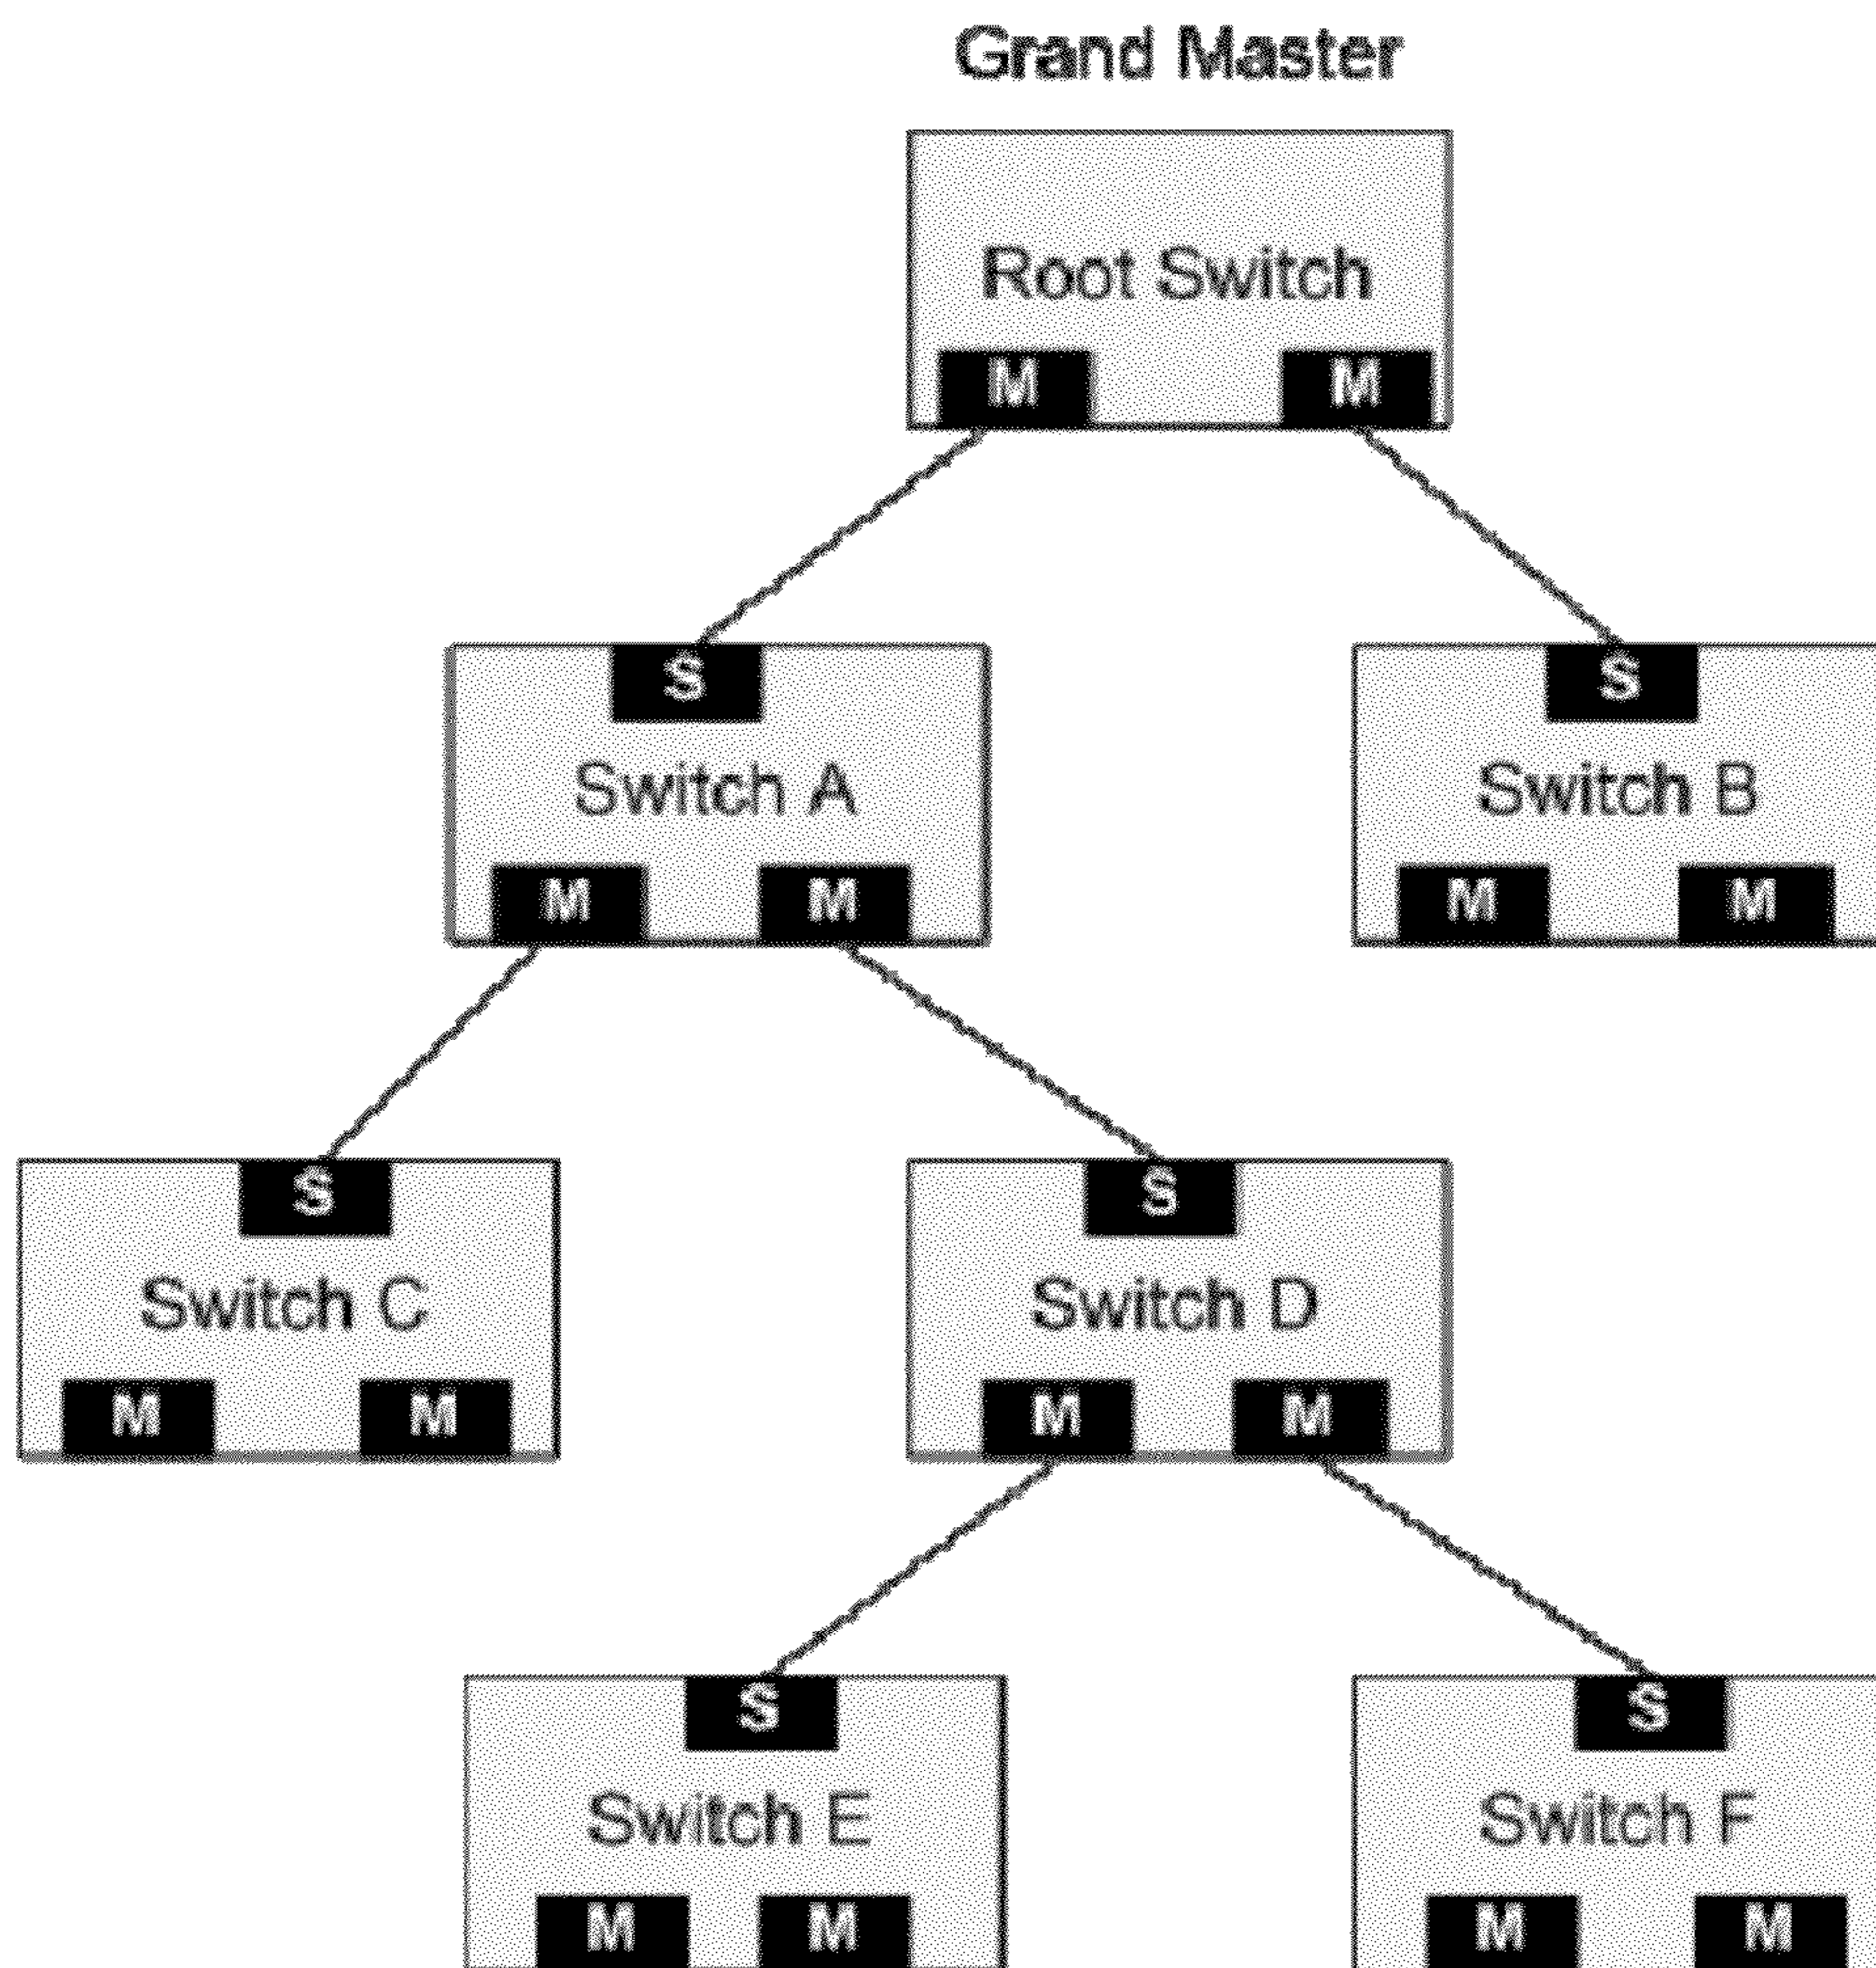 Grand Master
Root Switch
M M
S S
Switch A Switch B
M M M M
S S
Switch C Switch D
M M M M
S S
Switch E Switch F
M M M M